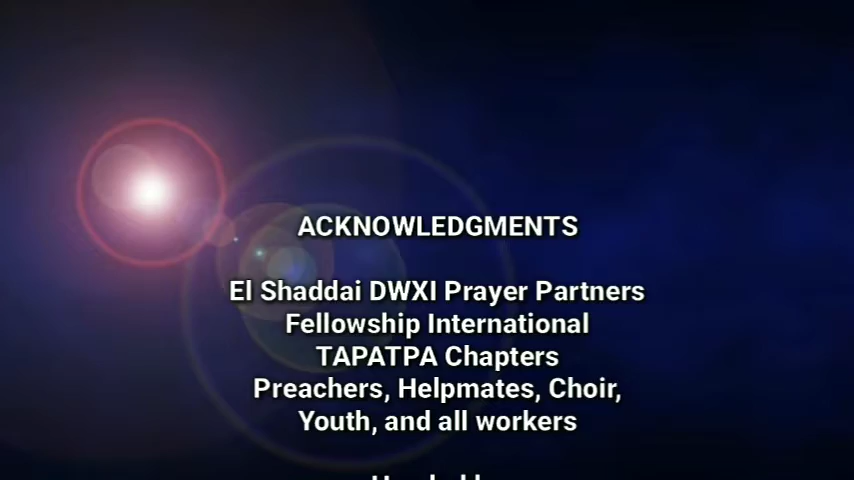 ACKNOWLEDGMENTS
El Shaddai DWXI Prayer Partners
Fellowship International
TAPATPA Chapters
Preachers, Helpmates, Choir,
Youth, and all workers